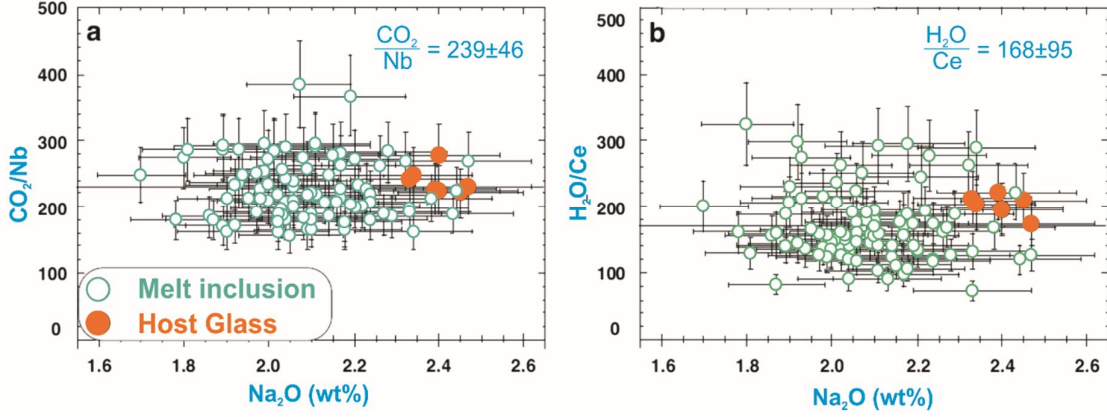 500
400
300
200
100
0
CO₂/Nb
a
CO₂
Nb
= 239±46
Melt inclusion
Host Glass
1.6 1.8 2.0 2.2 2.4 2.6
Na₂O (wt%)
500
400
300
200
100
0
H₂O/Ce
b
H₂O
Ce
= 168±95
1.6 1.8 2.0 2.2 2.4 2.6
Na₂O (wt%)